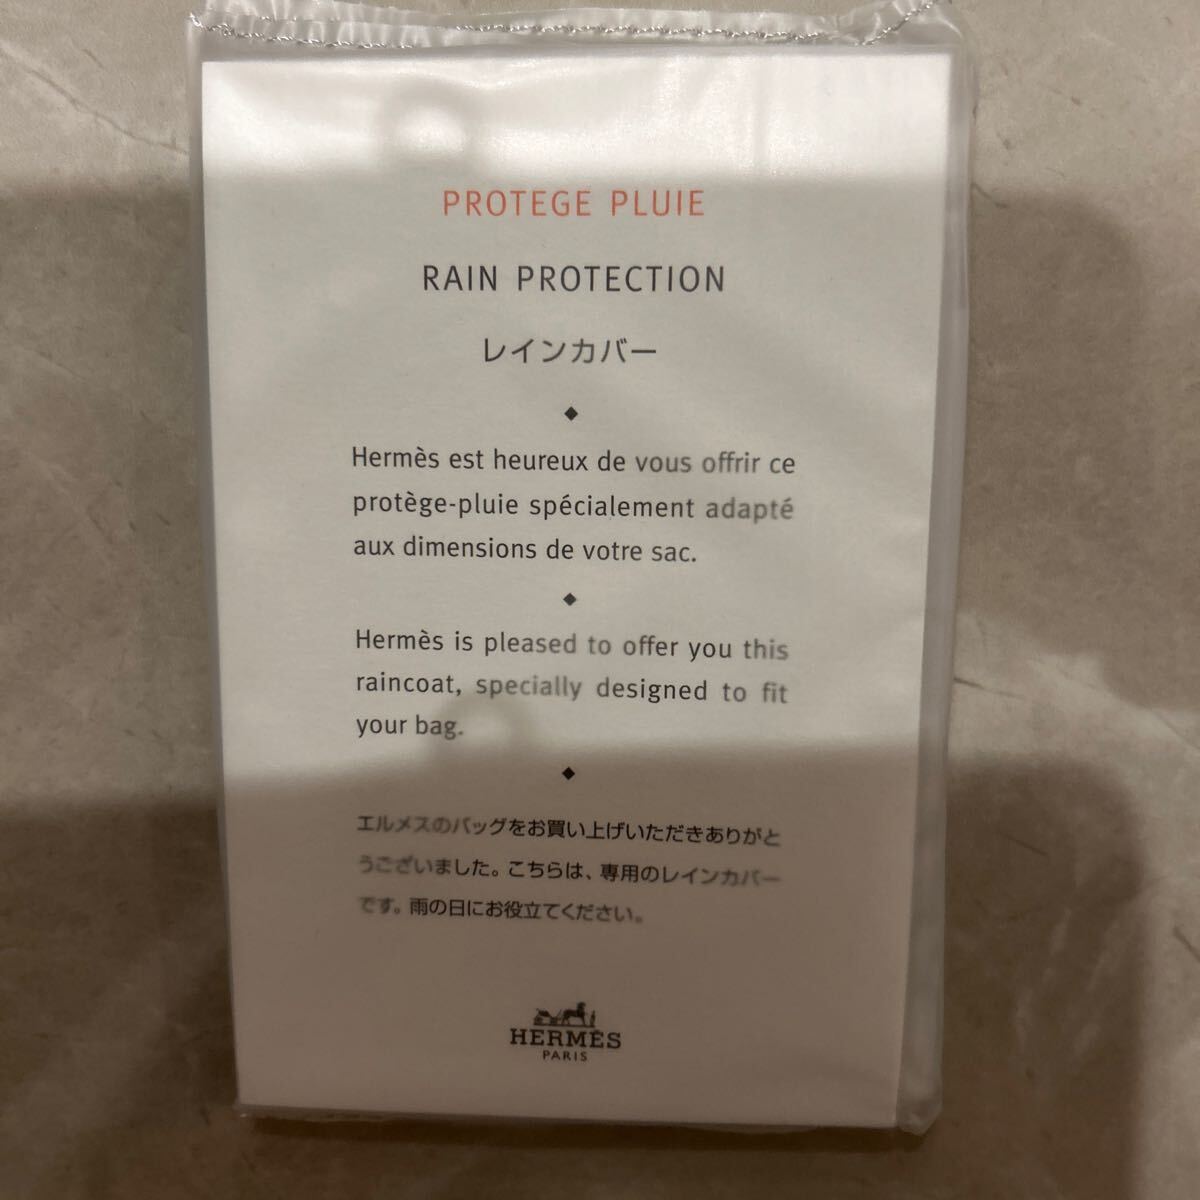 PROTEGE PLUIE
RAIN PROTECTION
レインカバー
Hermès est heureux de vous offrir ce
protège-pluie spécialement adapté
aux dimensions de votre sac.
Hermès is pleased to offer you this
raincoat, specially designed to fit
your bag.
エルメスのバッグをお買い上げいただきありがと
うございました。こちらは、専用のレインカバー
です。雨の日にお役立てください。
HERMÈS
PARIS